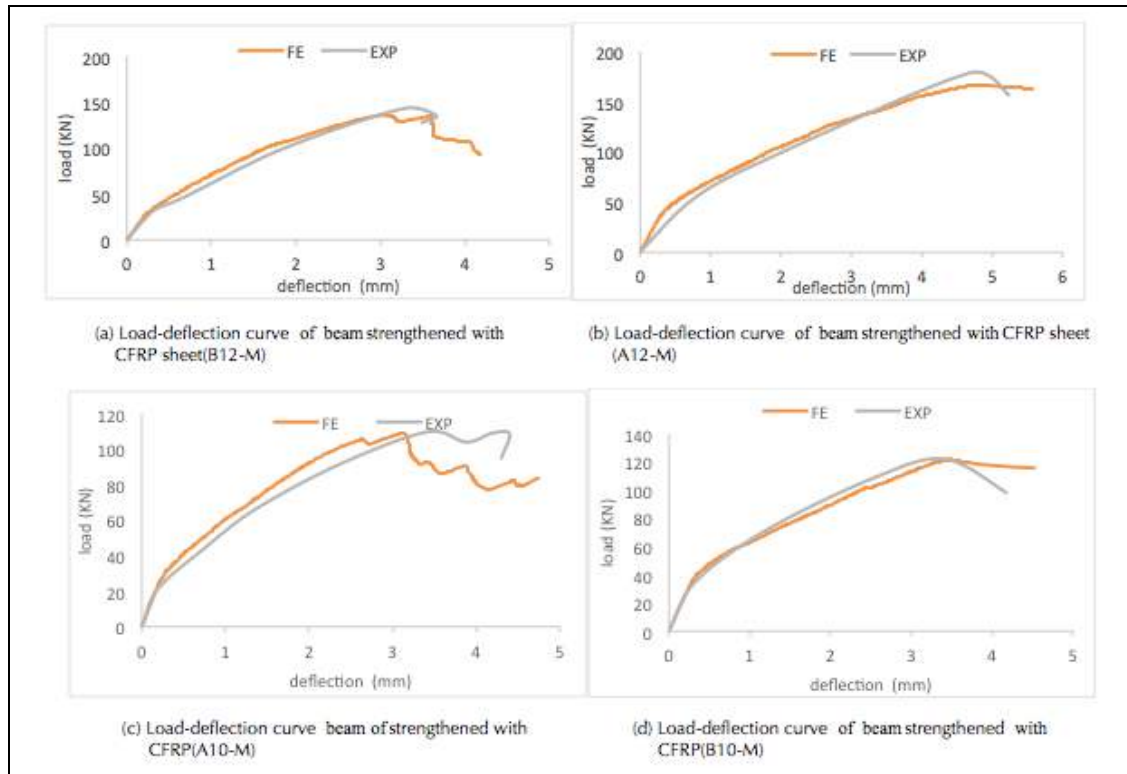 FE EXP
200
150
100
50
0
load (KN)
0 1 2 3 4 5
deflection (mm)
(a) Load-deflection curve of beam strengthened with
CFRP sheet(B12-M)
FE EXP
200
150
100
50
0
load (KN)
0 1 2 3 4 5 6
deflection (mm)
(b) Load-deflection curve of beam strengthened with CFRP sheet
(A12-M)
FE EXP
120
100
80
60
40
20
0
load (KN)
0 1 2 3 4 5
deflection (mm)
(c) Load-deflection curve beam of strengthened with
CFRP(A10-M)
FE EXP
140
120
100
80
60
40
20
0
load (KN)
0 1 2 3 4 5
deflection (mm)
(d) Load-deflection curve of beam strengthened with
CFRP(B10-M)